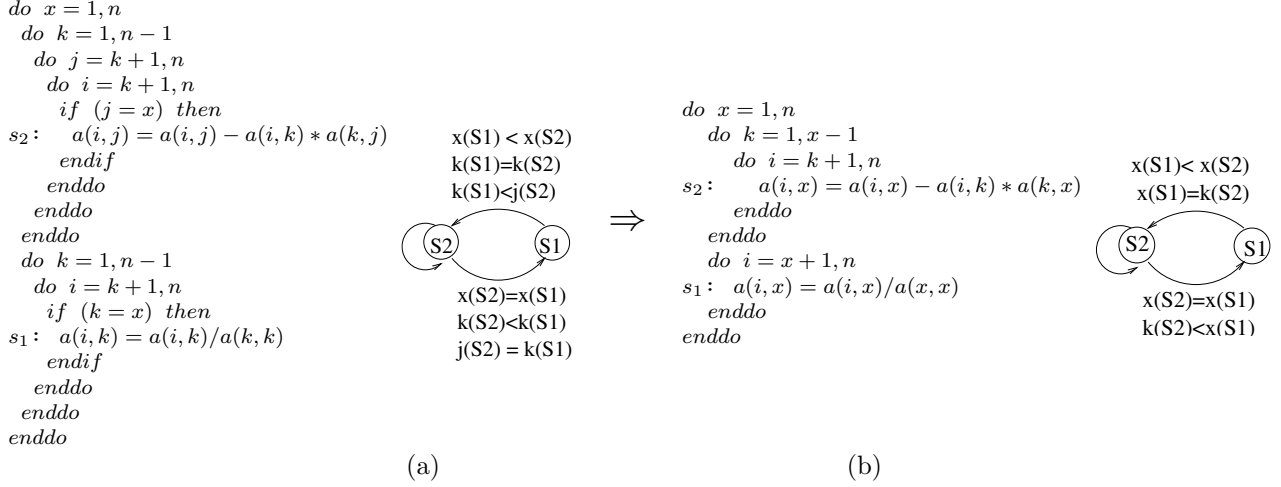 do x = 1, n
do k = 1, n − 1
do j = k + 1, n
do i = k + 1, n
if (j = x) then
s₂: a(i, j) = a(i, j) − a(i, k) ∗ a(k, j)
endif
enddo
enddo
enddo
do k = 1, n − 1
do i = k + 1, n
if (k = x) then
s₁: a(i, k) = a(i, k)/a(k, k)
endif
enddo
enddo
enddo
x(S1) < x(S2)
k(S1)=k(S2)
k(S1)<j(S2)
S2
S1
x(S2)=x(S1)
k(S2)<k(S1)
j(S2) = k(S1)
(a)
⇒
do x = 1, n
do k = 1, x − 1
do i = k + 1, n
s₂: a(i, x) = a(i, x) − a(i, k) ∗ a(k, x)
enddo
enddo
do i = x + 1, n
s₁: a(i, x) = a(i, x)/a(x, x)
enddo
enddo
x(S1)< x(S2)
x(S1)=k(S2)
S2
S1
x(S2)=x(S1)
k(S2)<x(S1)
(b)